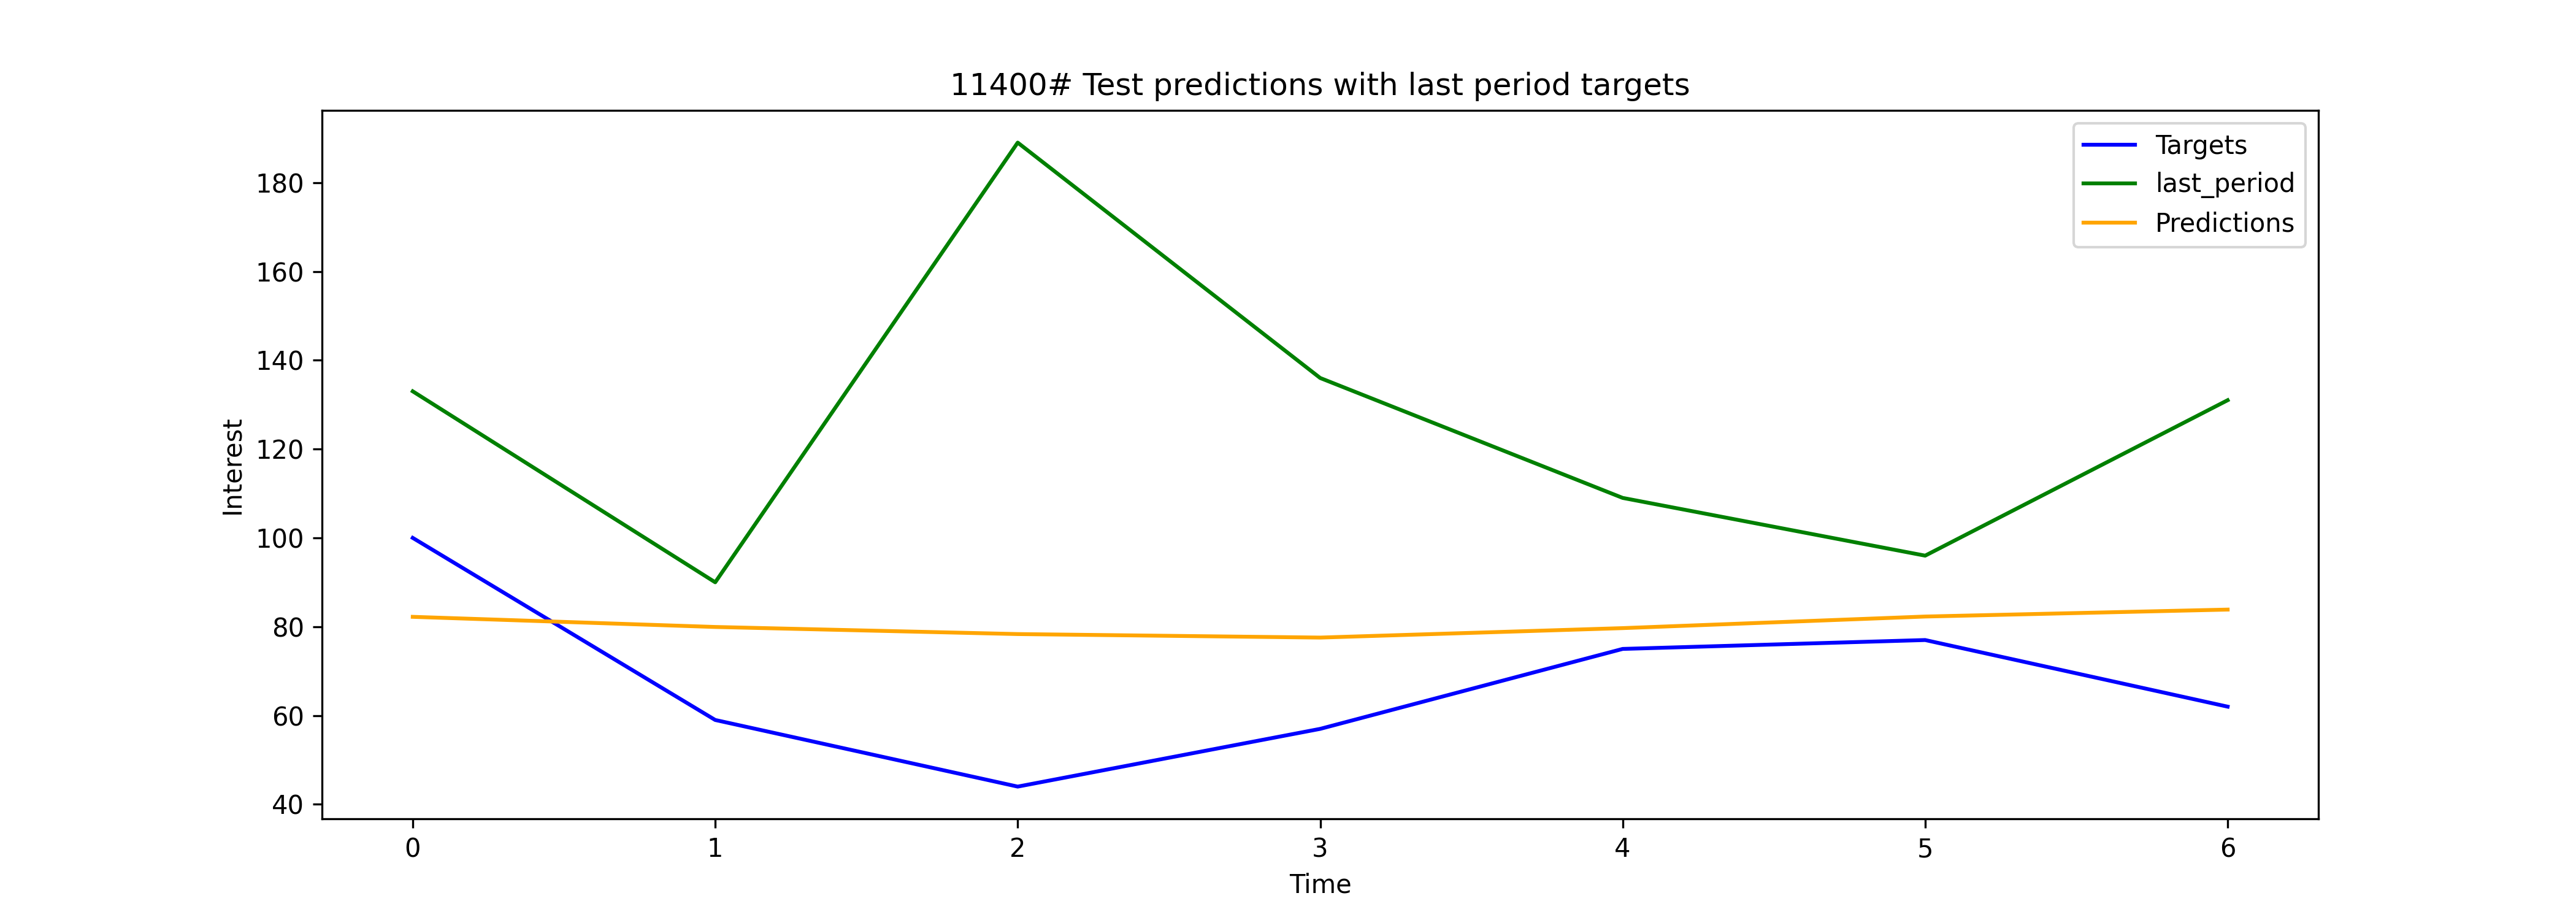 11400# Test predictions with last period targets
Targets
last_period
Predictions
180
160
140
120
100
80
60
40
Interest
0 1 2 3 4 5 6
Time